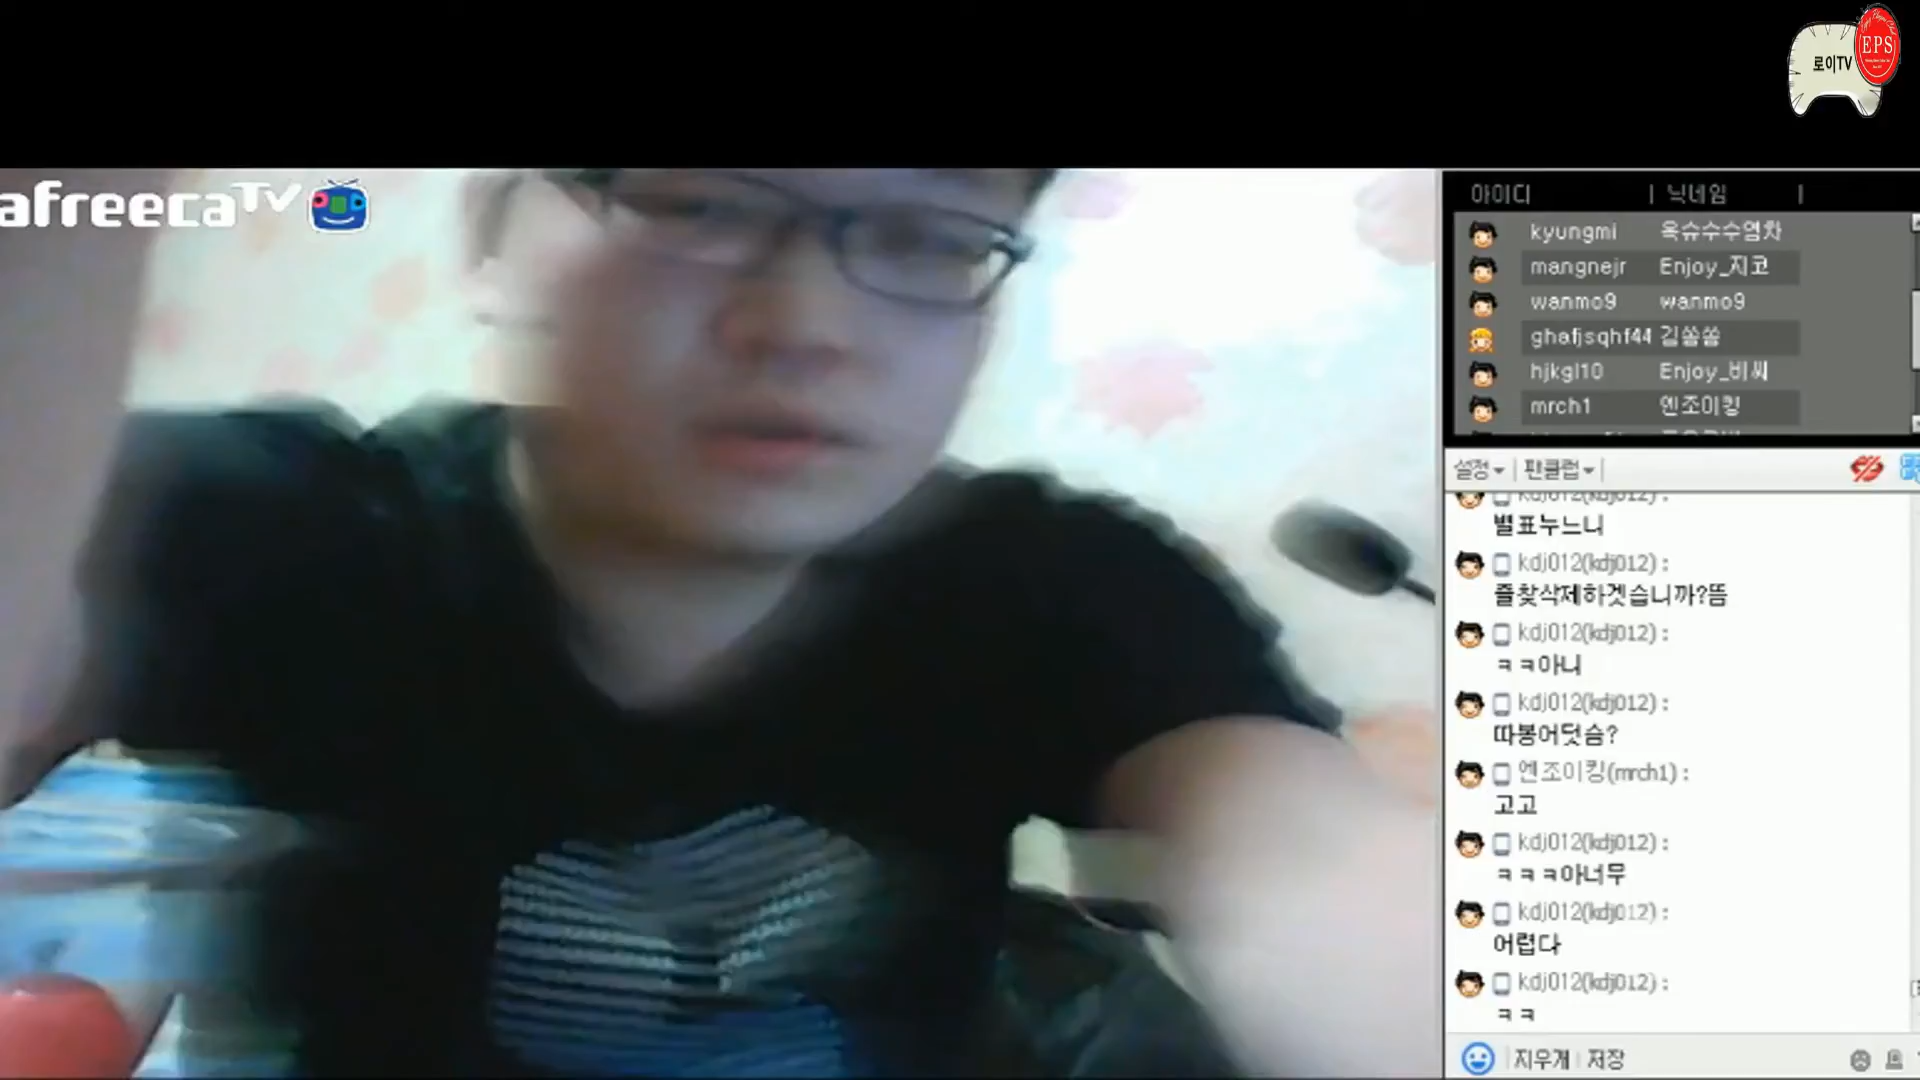 로이TV
EPS
afreecaTV
아이디 | 닉네임 |
kyungmi 옥슈수수염차
mangnejr Enjoy_지코
wanmo9 wanmo9
ghafjsqhf44 김쏠쏠
hjkgl10 Enjoy_비씨
mrch1 엔조이킹
설정 | 팬클럽 |
kdj012(kdj012) :
별표누느니
kdj012(kdj012) :
즐찾삭제하겟습니까?뜸
kdj012(kdj012) :
ㅋㅋ아니
kdj012(kdj012) :
따봉어덧슴?
엔조이킹(mrch1) :
고고
kdj012(kdj012) :
ㅋㅋㅋ아너무
kdj012(kdj012) :
어렵다
kdj012(kdj012) :
ㅋㅋ
지우개 | 저장